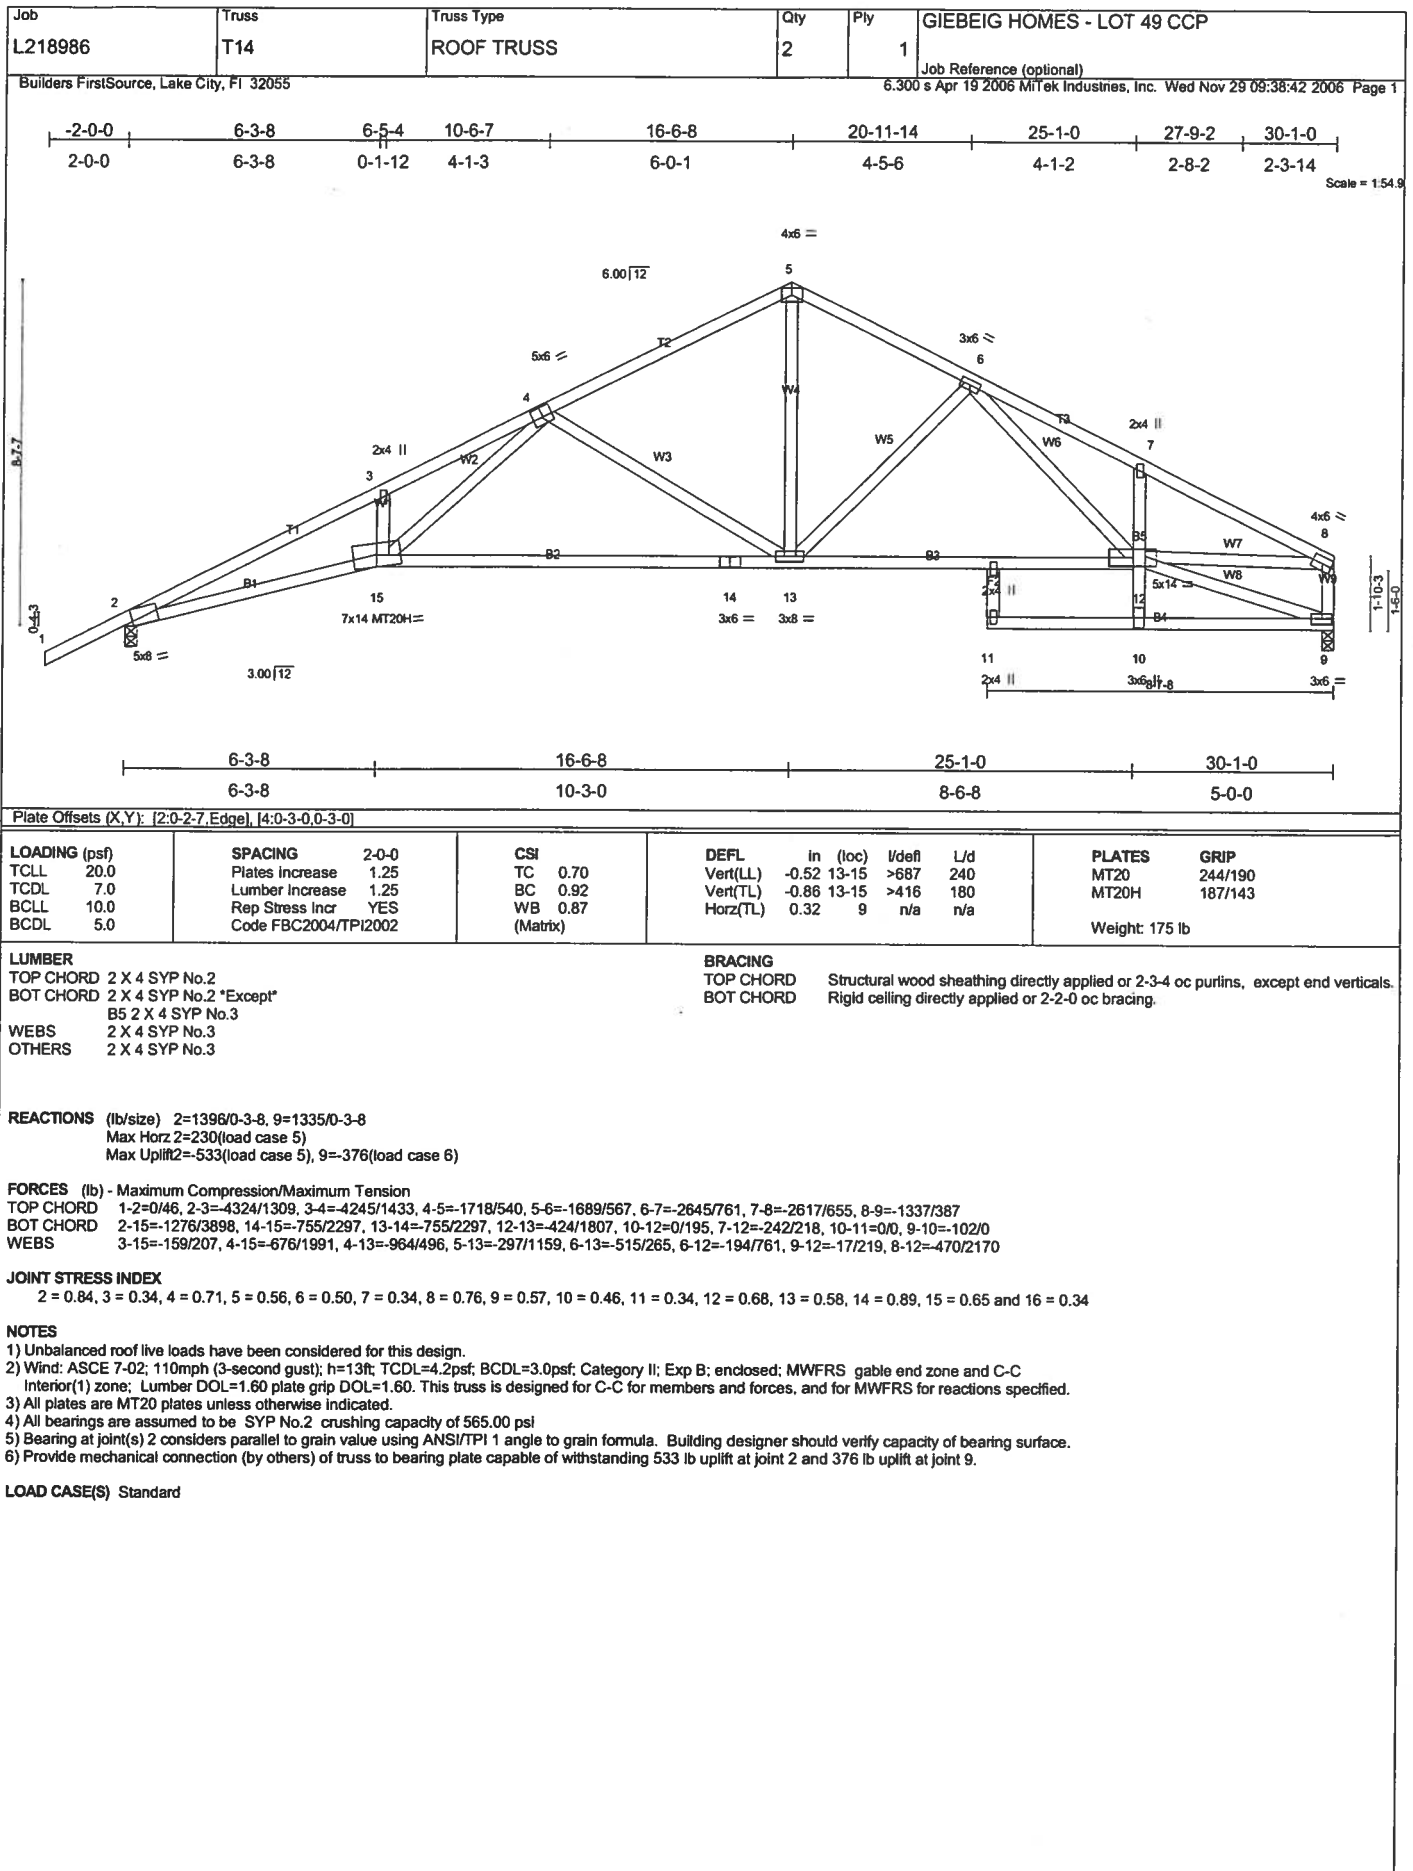 Job Truss Truss Type Qty Ply GIEBEIG HOMES - LOT 49 CCP
L218986 T14 ROOF TRUSS 2 1
Job Reference (optional)
Builders FirstSource, Lake City, Fl 32055 6.300 s Apr 19 2006 MiTek Industries, Inc. Wed Nov 29 09:38:42 2006 Page 1
-2-0-0 6-3-8 6-5-4 10-6-7 16-6-8 20-11-14 25-1-0 27-9-2 30-1-0
2-0-0 6-3-8 0-1-12 4-1-3 6-0-1 4-5-6 4-1-2 2-8-2 2-3-14
Scale = 1:54.9
4x6 =
6.00 12 5
3x6
6
T2
5x6
4
W4
T3
2x4 ||
7
2x4 ||
3
W2 W3 W5 W6
8-7-7
4x6
8
T1
B2 B3 B5 W7
W8 W9
B1
2 15 14 13 2x4 || 12 5x14 =
0-4-3
1
7x14 MT20H = 3x6 = 3x8 =
B4
1-10-3
1-6-0
5x8 =
3.00 12
11 10 9
2x4 || 3x6 || 8-7-8 3x6 =
6-3-8 16-6-8 25-1-0 30-1-0
6-3-8 10-3-0 8-6-8 5-0-0
Plate Offsets (X,Y): [2:0-2-7,Edge], [4:0-3-0,0-3-0]
LOADING (psf) SPACING 2-0-0 CSI DEFL in (loc) l/defl L/d PLATES GRIP
TCLL 20.0 Plates Increase 1.25 TC 0.70 Vert(LL) -0.52 13-15 >687 240 MT20 244/190
TCDL 7.0 Lumber Increase 1.25 BC 0.92 Vert(TL) -0.86 13-15 >416 180 MT20H 187/143
BCLL 10.0 Rep Stress Incr YES WB 0.87 Horz(TL) 0.32 9 n/a n/a
BCDL 5.0 Code FBC2004/TPI2002 (Matrix) Weight: 175 lb
LUMBER
TOP CHORD 2 X 4 SYP No.2
BOT CHORD 2 X 4 SYP No.2 *Except*
B5 2 X 4 SYP No.3
WEBS 2 X 4 SYP No.3
OTHERS 2 X 4 SYP No.3
BRACING
TOP CHORD Structural wood sheathing directly applied or 2-3-4 oc purlins, except end verticals.
BOT CHORD Rigid ceiling directly applied or 2-2-0 oc bracing.
REACTIONS (lb/size) 2=1396/0-3-8, 9=1335/0-3-8
Max Horz 2=230(load case 5)
Max Uplift2=-533(load case 5), 9=-376(load case 6)
FORCES (lb) - Maximum Compression/Maximum Tension
TOP CHORD 1-2=0/46, 2-3=-4324/1309, 3-4=-4245/1433, 4-5=-1718/540, 5-6=-1689/567, 6-7=-2645/761, 7-8=-2617/655, 8-9=-1337/387
BOT CHORD 2-15=-1276/3898, 14-15=-755/2297, 13-14=-755/2297, 12-13=-424/1807, 10-12=0/195, 7-12=-242/218, 10-11=0/0, 9-10=-102/0
WEBS 3-15=-159/207, 4-15=-676/1991, 4-13=-964/496, 5-13=-297/1159, 6-13=-515/265, 6-12=-194/761, 9-12=-17/219, 8-12=-470/2170
JOINT STRESS INDEX
2 = 0.84, 3 = 0.34, 4 = 0.71, 5 = 0.56, 6 = 0.50, 7 = 0.34, 8 = 0.76, 9 = 0.57, 10 = 0.46, 11 = 0.34, 12 = 0.68, 13 = 0.58, 14 = 0.89, 15 = 0.65 and 16 = 0.34
NOTES
1) Unbalanced roof live loads have been considered for this design.
2) Wind: ASCE 7-02; 110mph (3-second gust); h=13ft; TCDL=4.2psf; BCDL=3.0psf; Category II; Exp B; enclosed; MWFRS gable end zone and C-C
Interior(1) zone; Lumber DOL=1.60 plate grip DOL=1.60. This truss is designed for C-C for members and forces, and for MWFRS for reactions specified.
3) All plates are MT20 plates unless otherwise indicated.
4) All bearings are assumed to be SYP No.2 crushing capacity of 565.00 psi
5) Bearing at joint(s) 2 considers parallel to grain value using ANSI/TPI 1 angle to grain formula. Building designer should verify capacity of bearing surface.
6) Provide mechanical connection (by others) of truss to bearing plate capable of withstanding 533 lb uplift at joint 2 and 376 lb uplift at joint 9.
LOAD CASE(S) Standard